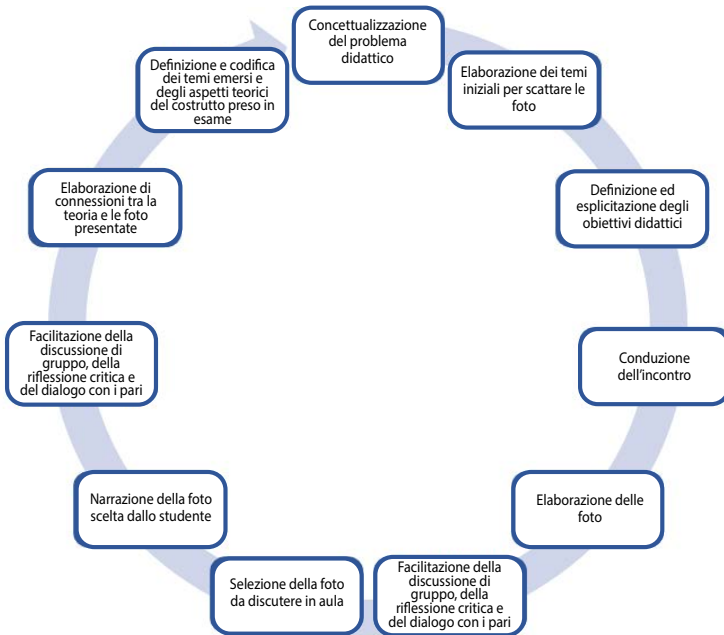 Concettualizzazione
del problema
didattico
Elaborazione dei temi
iniziali per scattare le
foto
Definizione ed
esplicitazione degli
obiettivi didattici
Conduzione
dell'incontro
Elaborazione delle
foto
Facilitazione della
discussione di
gruppo, della
riflessione critica e
del dialogo con i pari
Selezione della foto
da discutere in aula
Narrazione della foto
scelta dallo studente
Facilitazione della
discussione di
gruppo, della
riflessione critica e
del dialogo con i pari
Elaborazione di
connessioni tra la
teoria e le foto
presentate
Definizione e codifica
dei temi emersi e
degli aspetti teorici
del costrutto preso in
esame